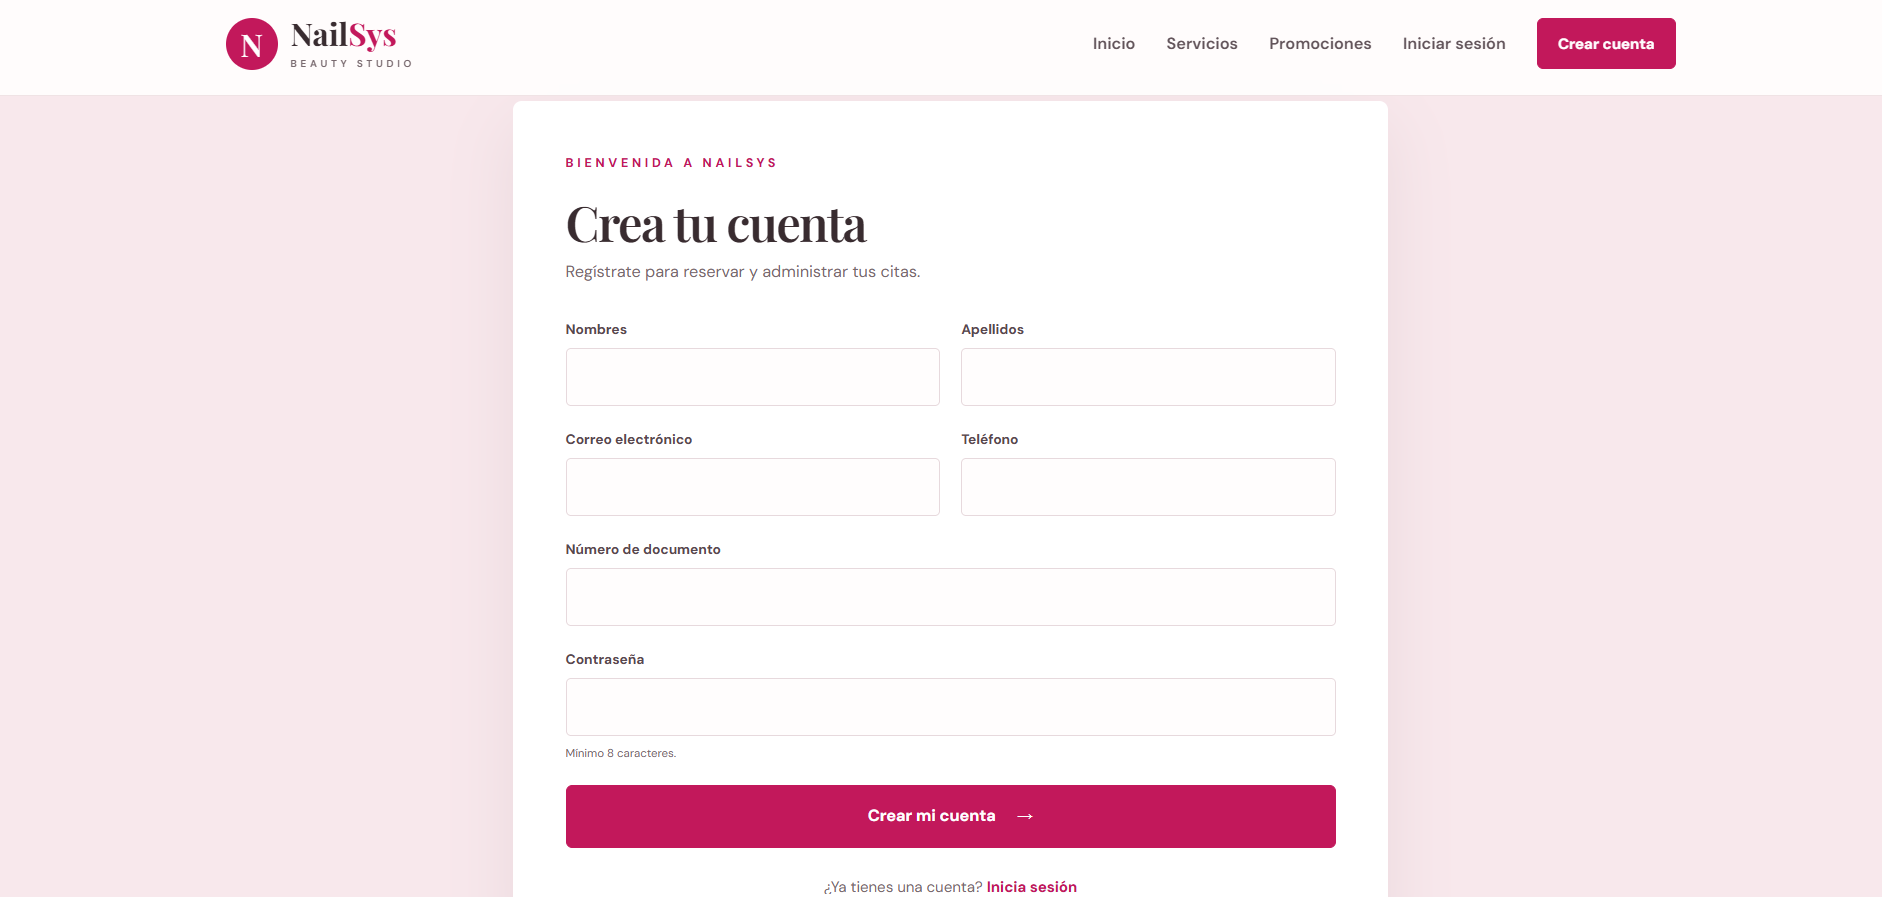 N NailSys
BEAUTY STUDIO
Inicio Servicios Promociones Iniciar sesión Crear cuenta
BIENVENIDA A NAILSYS
Crea tu cuenta
Regístrate para reservar y administrar tus citas.
Nombres Apellidos
Correo electrónico Teléfono
Número de documento
Contraseña
Mínimo 8 caracteres.
Crear mi cuenta →
¿Ya tienes una cuenta? Inicia sesión